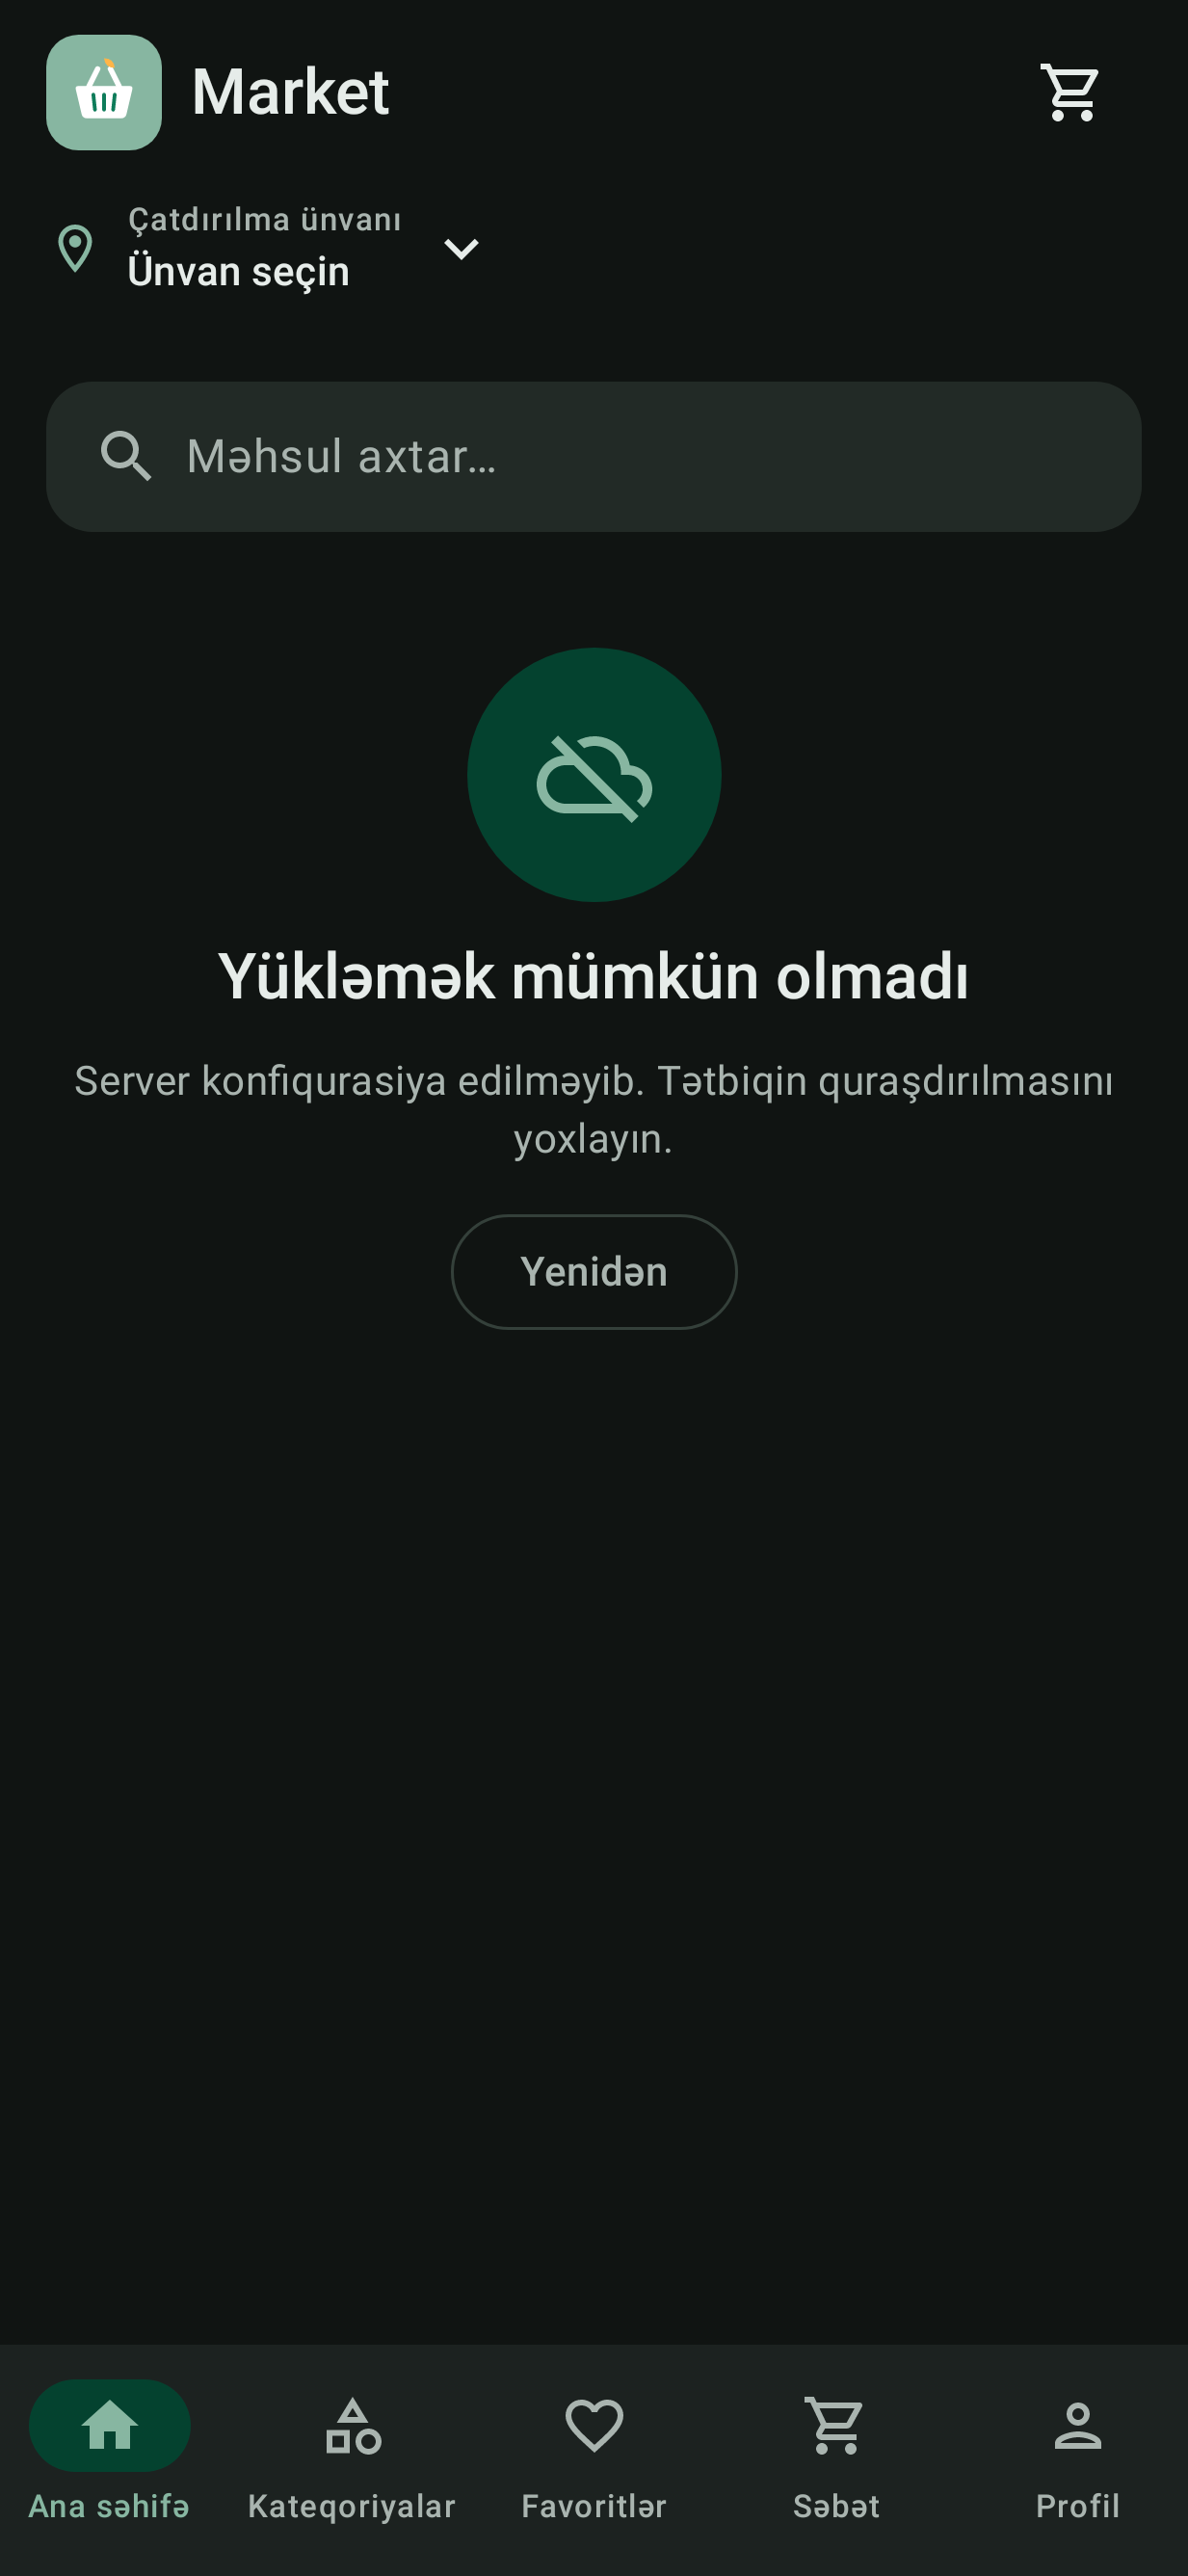 Market
Çatdırılma ünvanı
Ünvan seçin
Məhsul axtar…
Yükləmək mümkün olmadı
Server konfiqurasiya edilməyib. Tətbiqin quraşdırılmasını
yoxlayın.
Yenidən
Ana səhifə
Kateqoriyalar
Favoritlər
Səbət
Profil